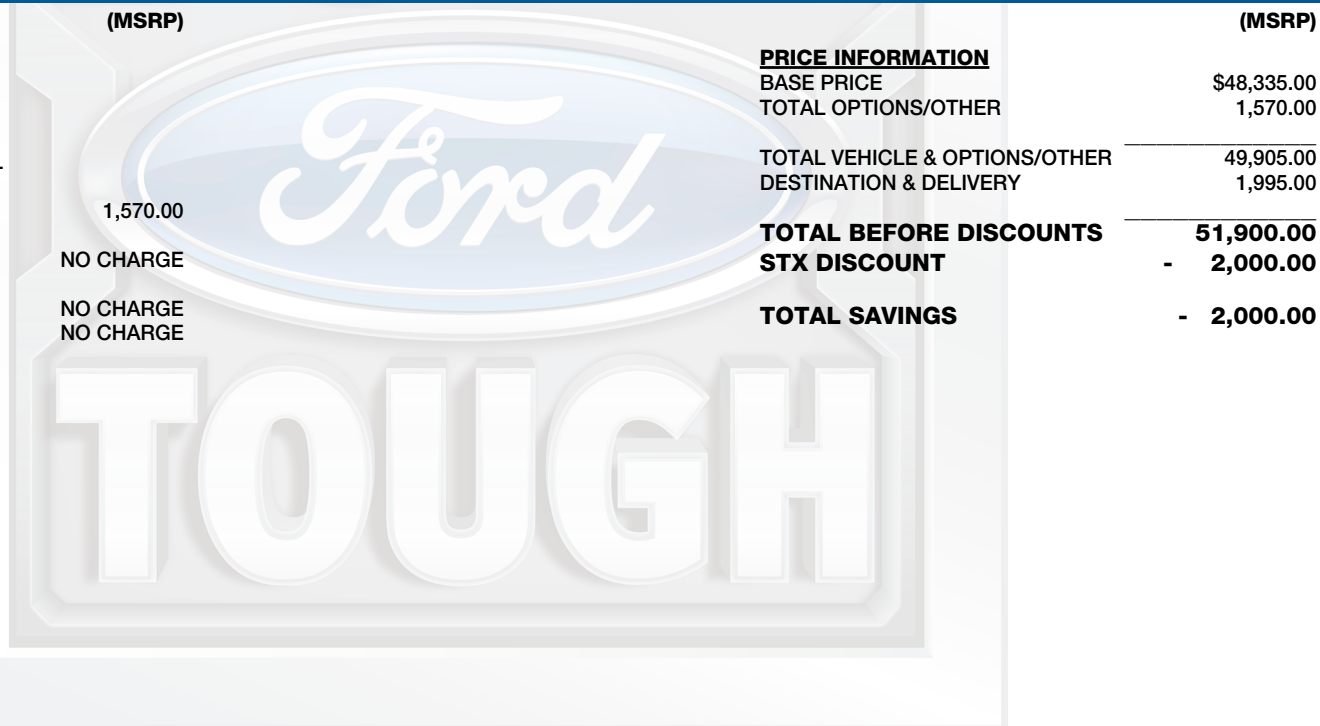 (MSRP)
1,570.00
NO CHARGE
NO CHARGE
NO CHARGE
(MSRP)
PRICE INFORMATION
BASE PRICE $48,335.00
TOTAL OPTIONS/OTHER 1,570.00
TOTAL VEHICLE & OPTIONS/OTHER 49,905.00
DESTINATION & DELIVERY 1,995.00
TOTAL BEFORE DISCOUNTS 51,900.00
STX DISCOUNT - 2,000.00
TOTAL SAVINGS - 2,000.00
Ford
TOUGH